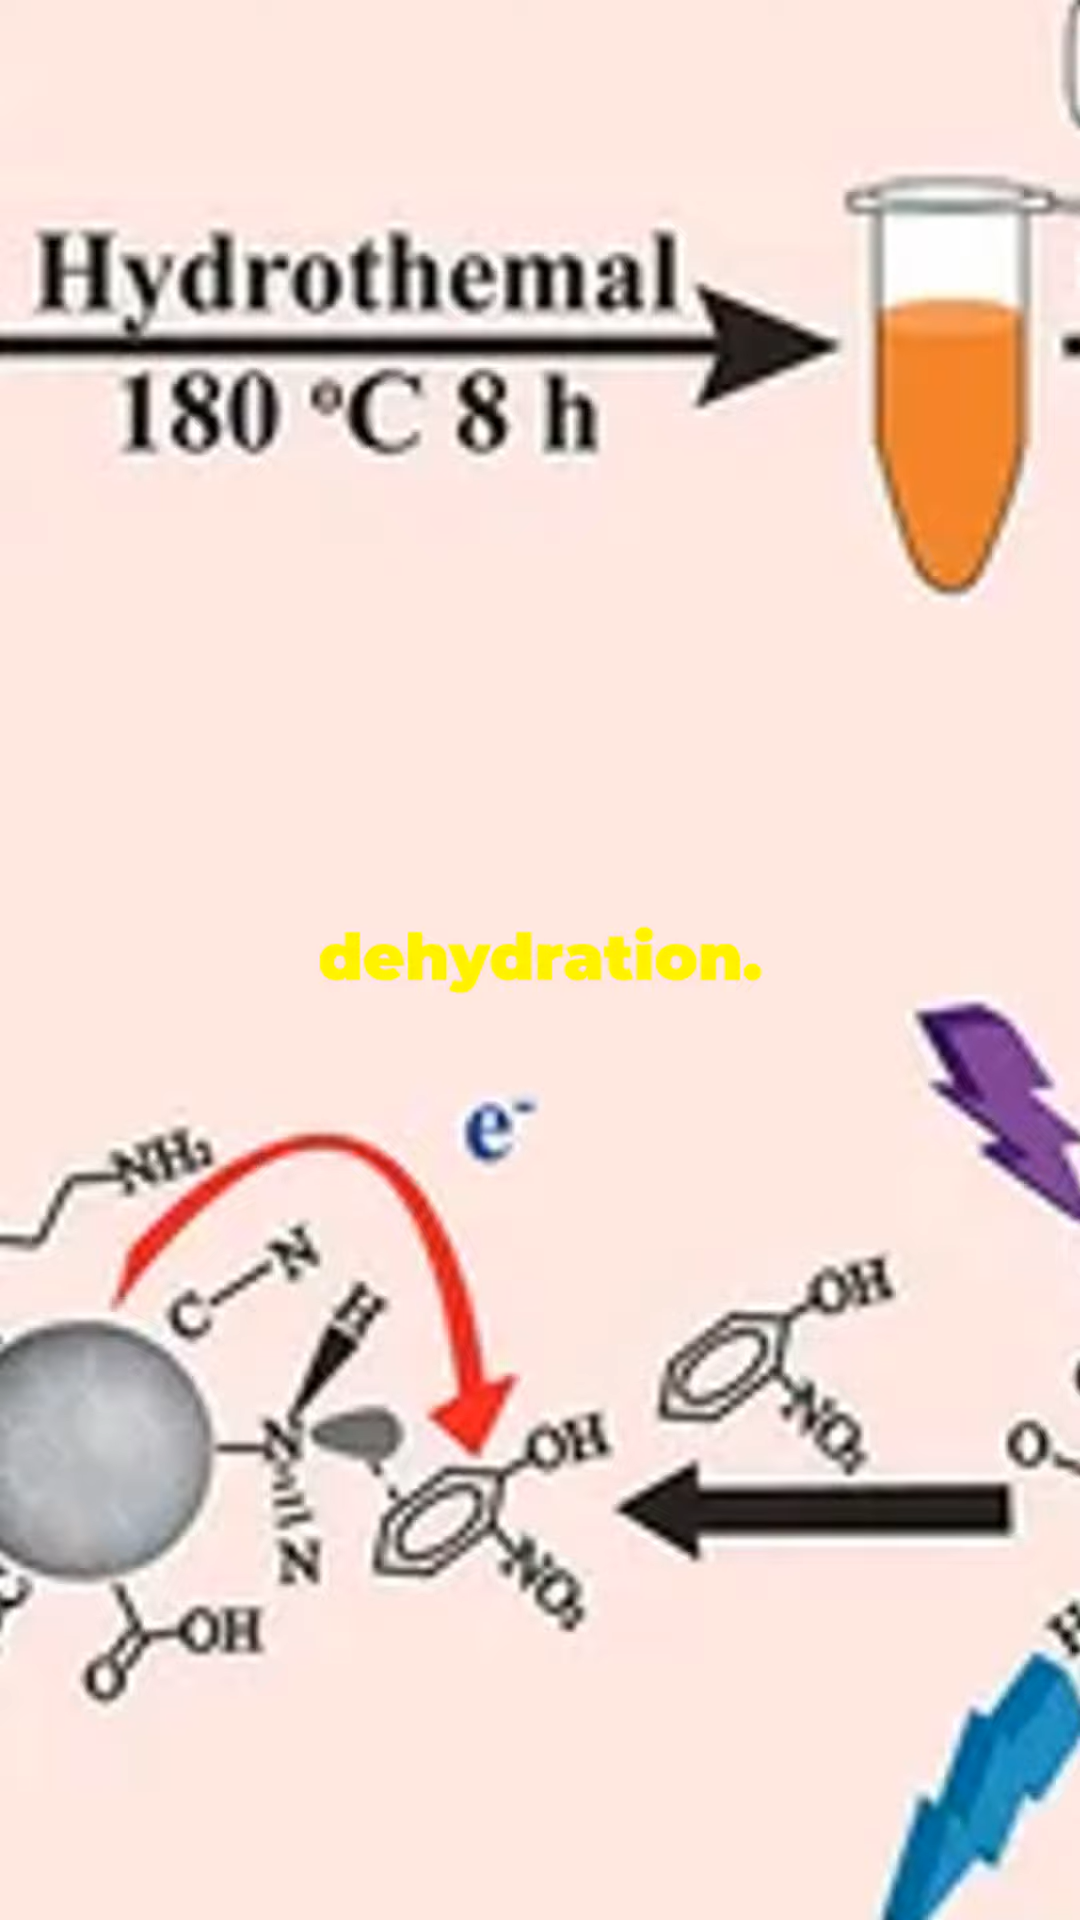 Hydrothemal
180 °C 8 h
dehydration.
e⁻
NH₂
C N
H
OH
N
OH
NO₂
O
N
NO₂
OH
O
H